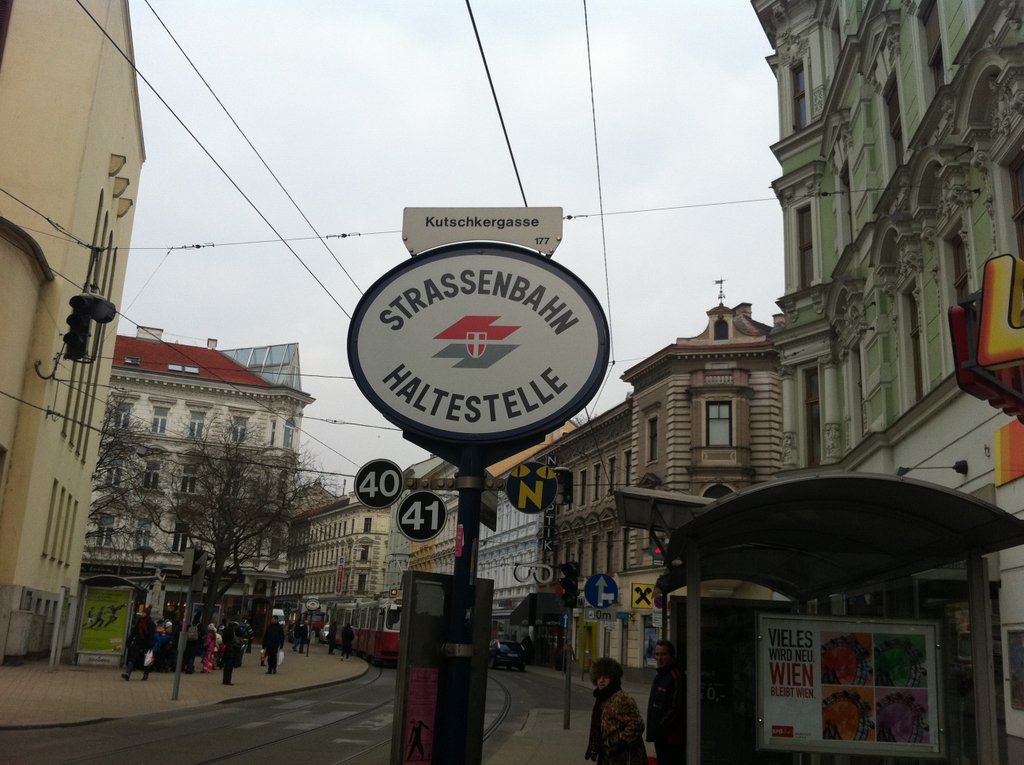 Kutschkergasse
177
STRASSENBAHN
HALTESTELLE
40
41
N
VIELES
WIRD NEU.
WIEN
BLEIBT WIEN.